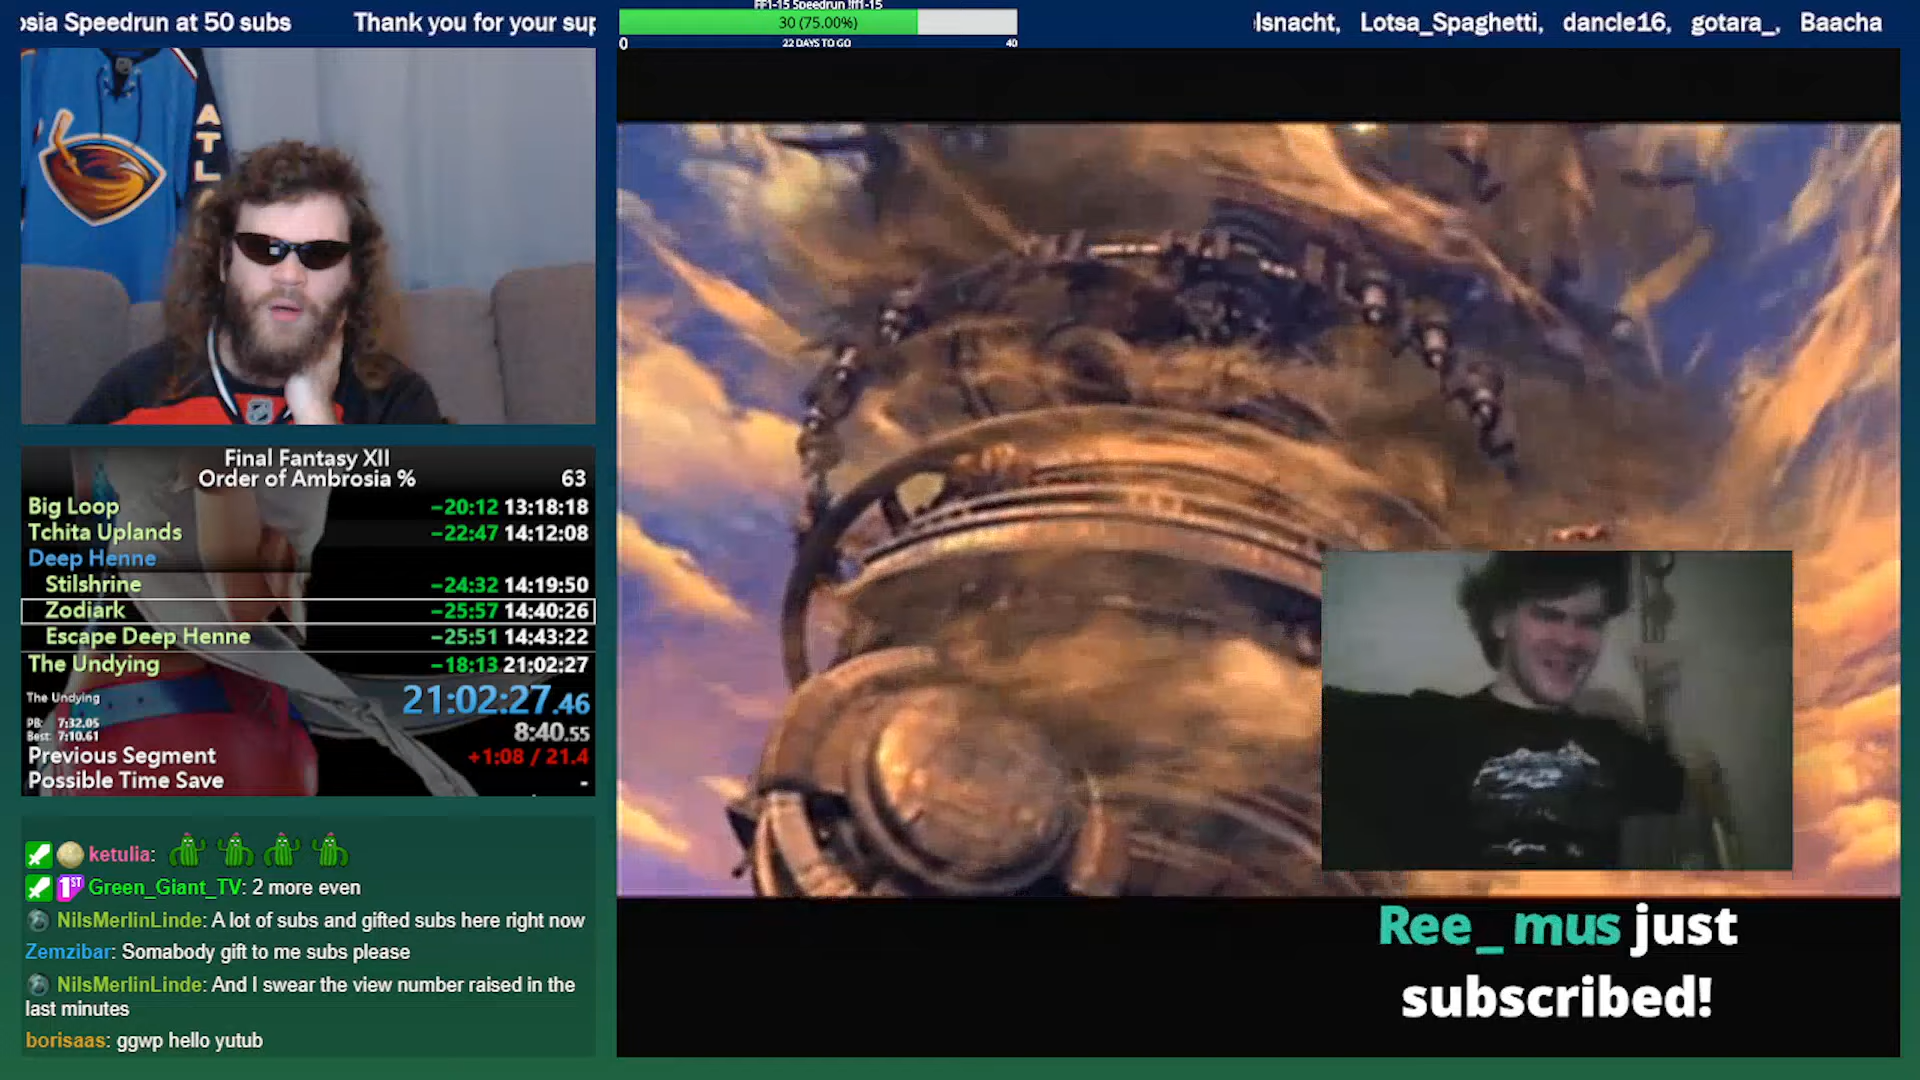 osia Speedrun at 50 subs Thank you for your sup
FF1-15 Speedrun !ff1-15
30 (75.00%)
0 22 DAYS TO GO 40
lsnacht, Lotsa_Spaghetti, dancle16, gotara_, Baacha
ATL
Final Fantasy XII
Order of Ambrosia % 63
Big Loop -20:12 13:18:18
Tchita Uplands -22:47 14:12:08
Deep Henne
Stilshrine -24:32 14:19:50
Zodiark -25:57 14:40:26
Escape Deep Henne -25:51 14:43:22
The Undying -18:13 21:02:27
The Undying 21:02:27.46
PB: 7:32.05 8:40.55
Best: 7:10.61
Previous Segment +1:08 / 21.4
Possible Time Save -
ketulia:
1ST Green_Giant_TV: 2 more even
NilsMerlinLinde: A lot of subs and gifted subs here right now
Zemzibar: Somabody gift to me subs please
NilsMerlinLinde: And I swear the view number raised in the
last minutes
borisaas: ggwp hello yutub
Ree_mus just
subscribed!